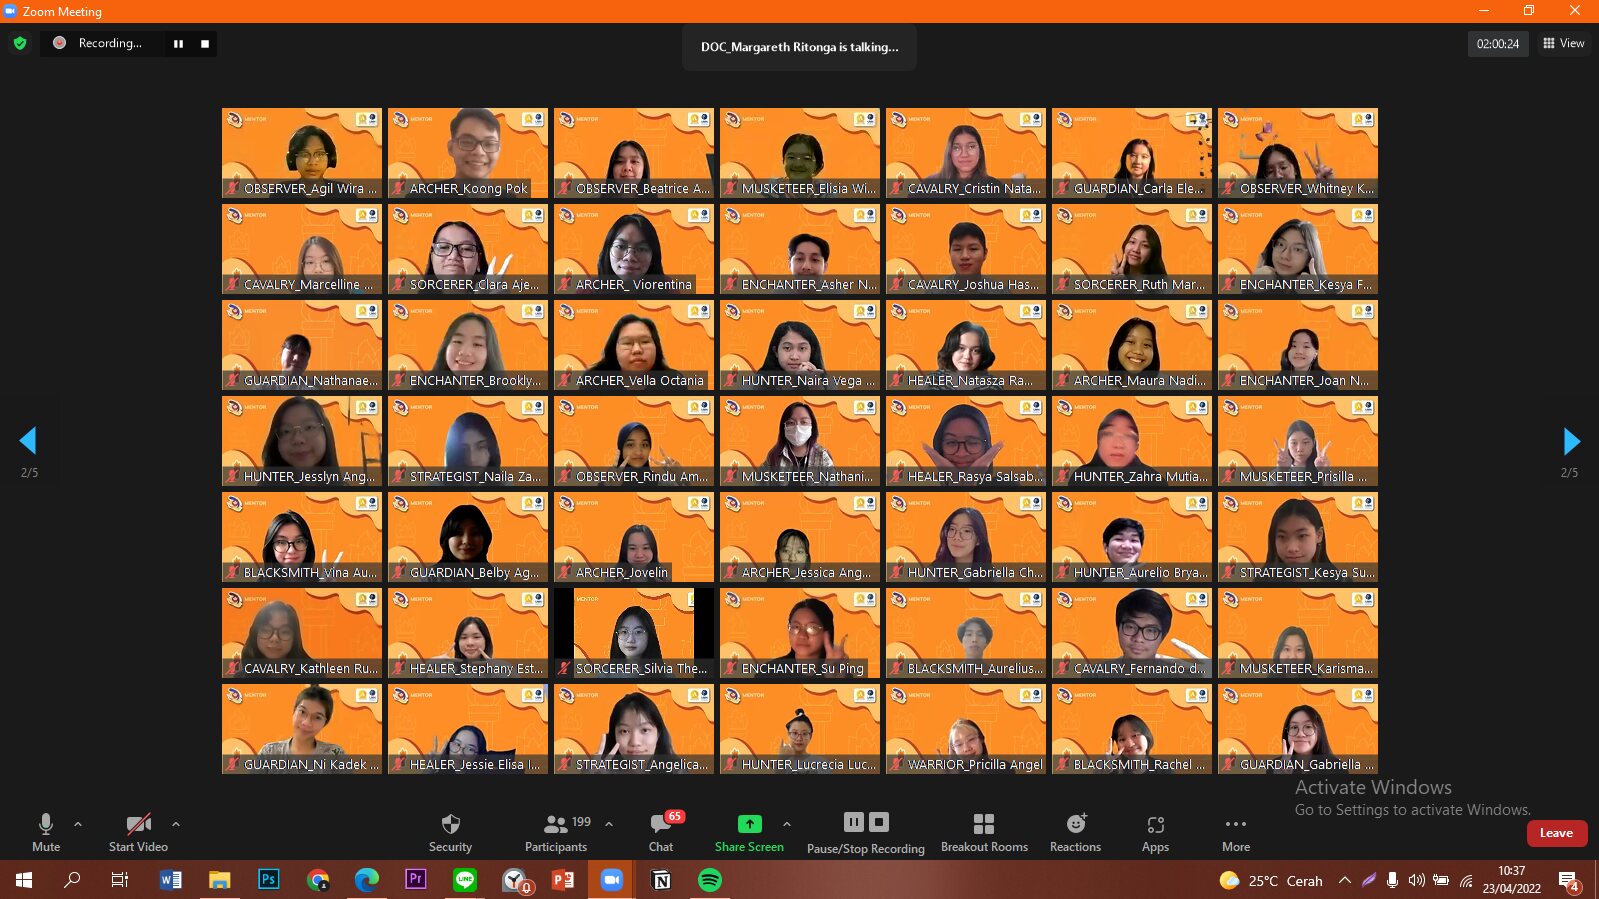 Zoom Meeting
Recording...
DOC_Margareth Ritonga is talking...
02:00:24
View
MENTOR
OBSERVER_Agil Wira ...
ARCHER_Koong Pok
OBSERVER_Beatrice A...
MUSKETEER_Elisia Wi...
CAVALRY_Cristin Nata...
GUARDIAN_Carla Ele...
OBSERVER_Whitney K...
CAVALRY_Marcelline ...
SORCERER_Clara Aje...
ARCHER_ Viorentina
ENCHANTER_Asher N...
CAVALRY_Joshua Has...
SORCERER_Ruth Mar...
ENCHANTER_Kesya F...
GUARDIAN_Nathanae...
ENCHANTER_Brookly...
ARCHER_Vella Octania
HUNTER_Naira Vega ...
HEALER_Natasza Ra...
ARCHER_Maura Nadi...
ENCHANTER_Joan N...
HUNTER_Jesslyn Ang...
STRATEGIST_Naila Za...
OBSERVER_Rindu Am...
MUSKETEER_Nathani...
HEALER_Rasya Salsab...
HUNTER_Zahra Mutia...
MUSKETEER_Prisilla ...
2/5
2/5
BLACKSMITH_Vina Au...
GUARDIAN_Belby Ag...
ARCHER_Jovelin
ARCHER_Jessica Ang...
HUNTER_Gabriella Ch...
HUNTER_Aurelio Brya...
STRATEGIST_Kesya Su...
CAVALRY_Kathleen Ru...
HEALER_Stephany Est...
SORCERER_Silvia The...
ENCHANTER_Su Ping
BLACKSMITH_Aurelius...
CAVALRY_Fernando d...
MUSKETEER_Karisma...
GUARDIAN_Ni Kadek ...
HEALER_Jessie Elisa I...
STRATEGIST_Angelica...
HUNTER_Lucrecia Luc...
WARRIOR_Pricilla Angel
BLACKSMITH_Rachel ...
GUARDIAN_Gabriella ...
Activate Windows
Go to Settings to activate Windows.
Mute
Start Video
Security
Participants
199
Chat
65
Share Screen
Pause/Stop Recording
Breakout Rooms
Reactions
Apps
More
Leave
25°C Cerah
10:37
23/04/2022
4